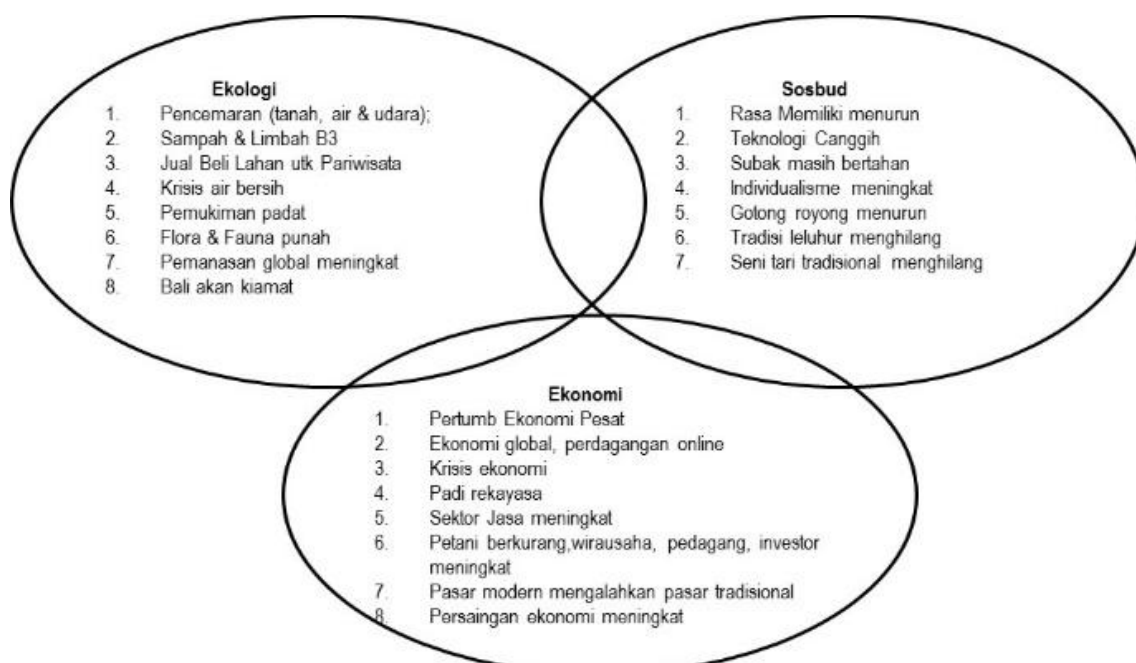 Ekologi
1. Pencemaran (tanah, air & udara);
2. Sampah & Limbah B3
3. Jual Beli Lahan utk Pariwisata
4. Krisis air bersih
5. Pemukiman padat
6. Flora & Fauna punah
7. Pemanasan global meningkat
8. Bali akan kiamat
Sosbud
1. Rasa Memiliki menurun
2. Teknologi Canggih
3. Subak masih bertahan
4. Individualisme meningkat
5. Gotong royong menurun
6. Tradisi leluhur menghilang
7. Seni tari tradisional menghilang
Ekonomi
1. Pertumb Ekonomi Pesat
2. Ekonomi global, perdagangan online
3. Krisis ekonomi
4. Padi rekayasa
5. Sektor Jasa meningkat
6. Petani berkurang,wirausaha, pedagang, investor
meningkat
7. Pasar modern mengalahkan pasar tradisional
8. Persaingan ekonomi meningkat